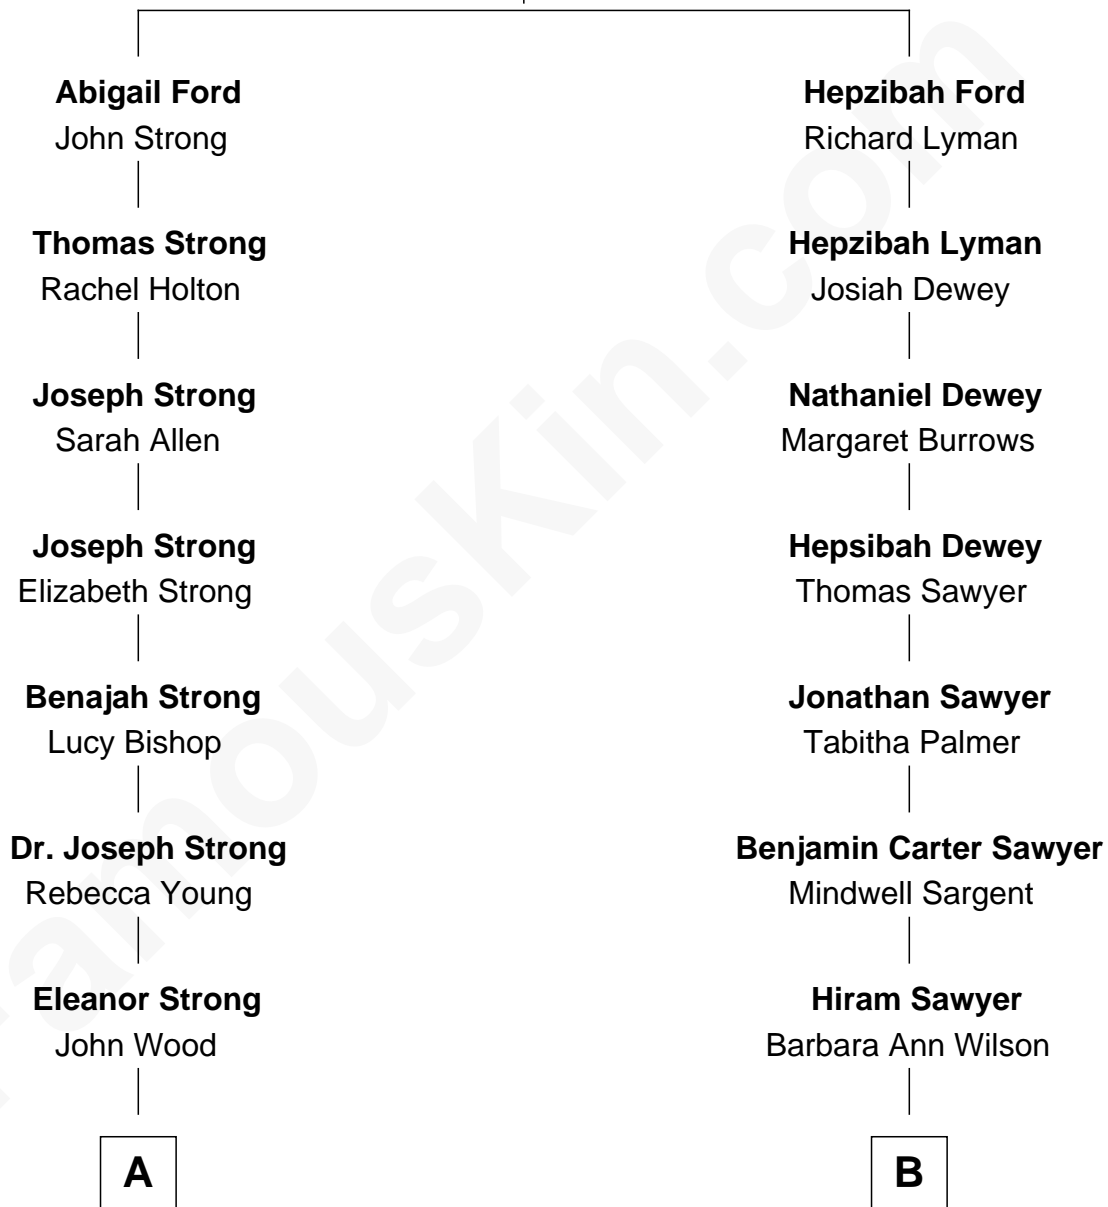 Abigail Ford
John Strong
Hepzibah Ford
Richard Lyman
Thomas Strong
Rachel Holton
Hepzibah Lyman
Josiah Dewey
Joseph Strong
Sarah Allen
Nathaniel Dewey
Margaret Burrows
Joseph Strong
Elizabeth Strong
Hepsibah Dewey
Thomas Sawyer
Benajah Strong
Lucy Bishop
Jonathan Sawyer
Tabitha Palmer
Dr. Joseph Strong
Rebecca Young
Benjamin Carter Sawyer
Mindwell Sargent
Eleanor Strong
John Wood
Hiram Sawyer
Barbara Ann Wilson
A
B
FamousKin.com